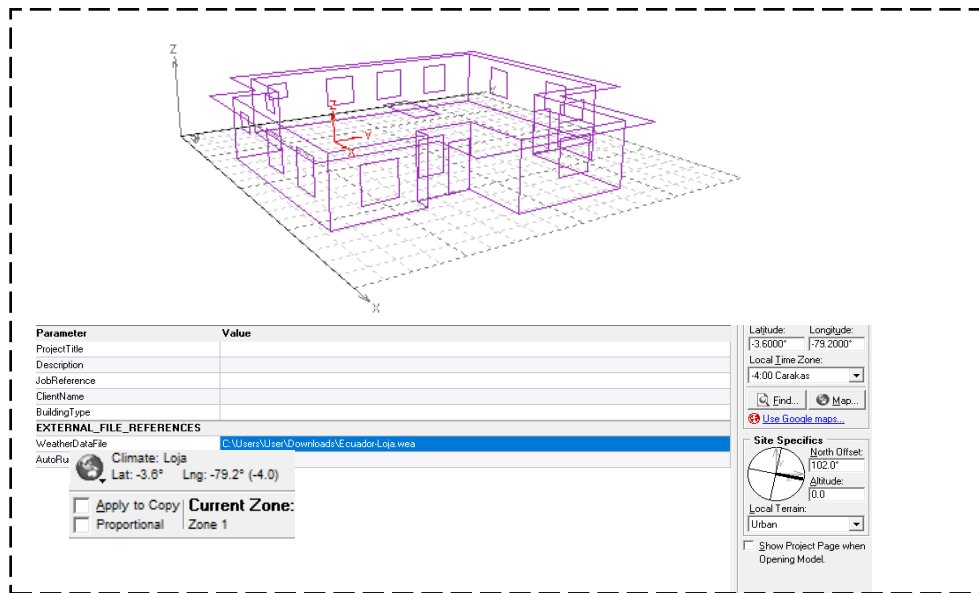 Z
Y
Z
Y
X
X
Parameter Value
ProjectTitle
Description
JobReference
ClientName
BuildingType
EXTERNAL_FILE_REFERENCES
WeatherDataFile C:\Users\User\Downloads\Ecuador-Loja.wea
AutoRu
Climate: Loja
Lat: -3.6° Lng: -79.2° (-4.0)
Apply to Copy Current Zone:
Proportional Zone 1
Latitude: Longitude:
-3.6000° -79.2000°
Local Time Zone:
-4:00 Carakas
Find... Map...
Use Google maps...
Site Specifics
North Offset:
102.0°
Altitude:
0.0
Local Terrain:
Urban
Show Project Page when
Opening Model.